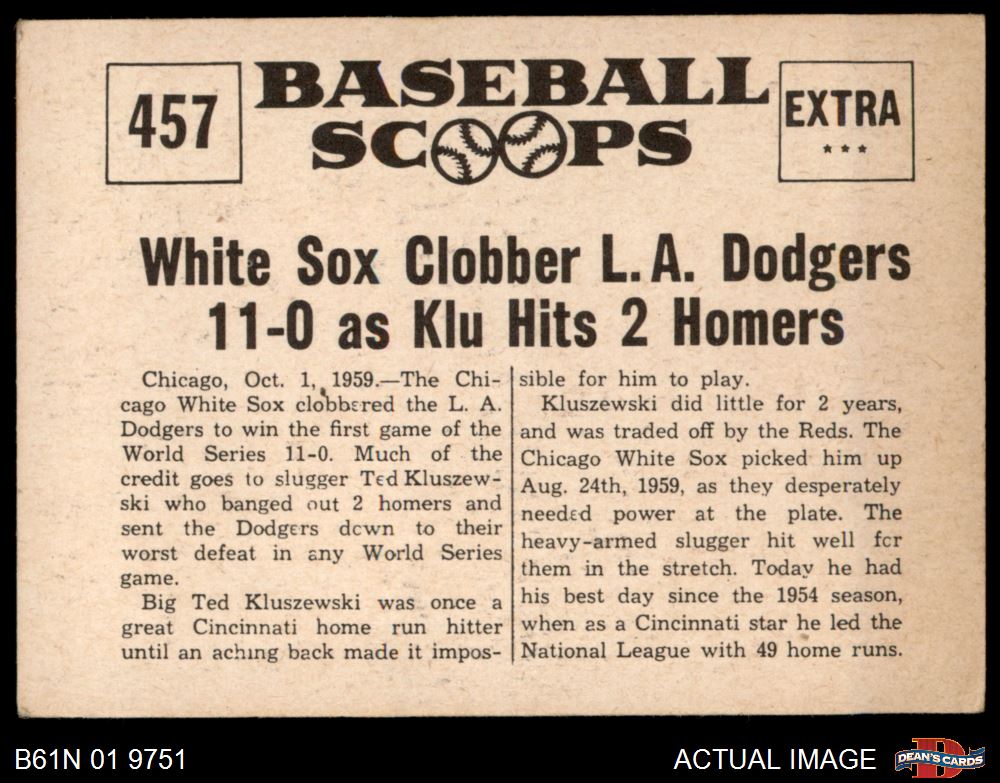 457
BASEBALL
SCOOPS
EXTRA
***
White Sox Clobber L.A. Dodgers
11-0 as Klu Hits 2 Homers
Chicago, Oct. 1, 1959.—The Chi-
cago White Sox clobbered the L. A.
Dodgers to win the first game of the
World Series 11-0. Much of the
credit goes to slugger Ted Kluszew-
ski who banged out 2 homers and
sent the Dodgers down to their
worst defeat in any World Series
game.
Big Ted Kluszewski was once a
great Cincinnati home run hitter
until an aching back made it impos-
sible for him to play.
Kluszewski did little for 2 years,
and was traded off by the Reds. The
Chicago White Sox picked him up
Aug. 24th, 1959, as they desperately
needed power at the plate. The
heavy-armed slugger hit well for
them in the stretch. Today he had
his best day since the 1954 season,
when as a Cincinnati star he led the
National League with 49 home runs.
B61N 01 9751
ACTUAL IMAGE
D
DEAN'S CARDS